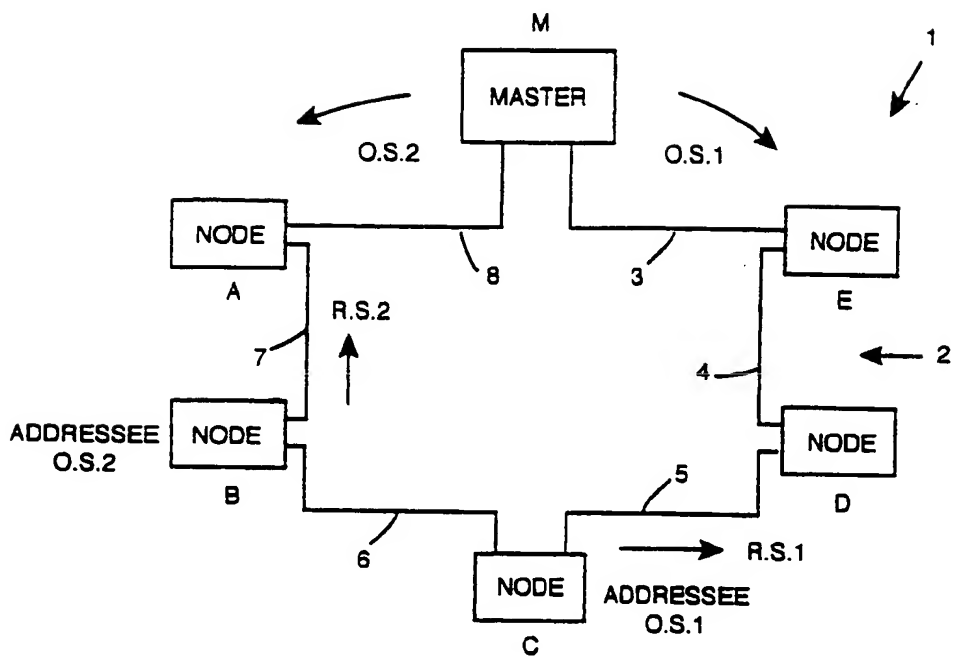 M
1
MASTER
O.S.2
O.S.1
NODE
NODE
8
3
A
E
R.S.2
7
4
2
ADDRESSEE
O.S.2
NODE
NODE
B
D
5
6
R.S.1
NODE
ADDRESSEE
O.S.1
C